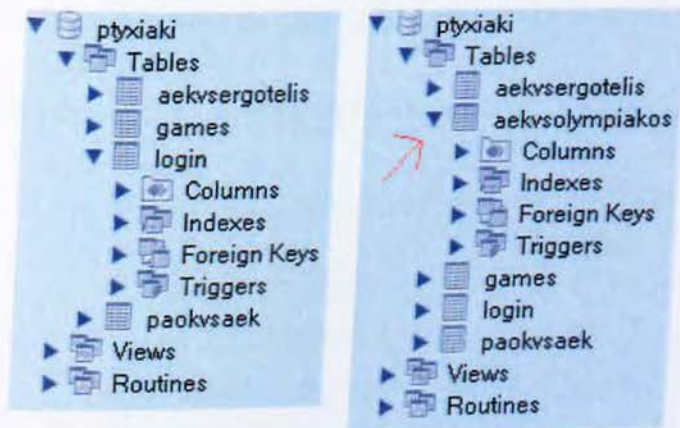 ptyxiaki
Tables
aekvsergotelis
games
login
Columns
Indexes
Foreign Keys
Triggers
paokvsaek
Views
Routines
ptyxiaki
Tables
aekvsergotelis
aekvsolympiakos
Columns
Indexes
Foreign Keys
Triggers
games
login
paokvsaek
Views
Routines